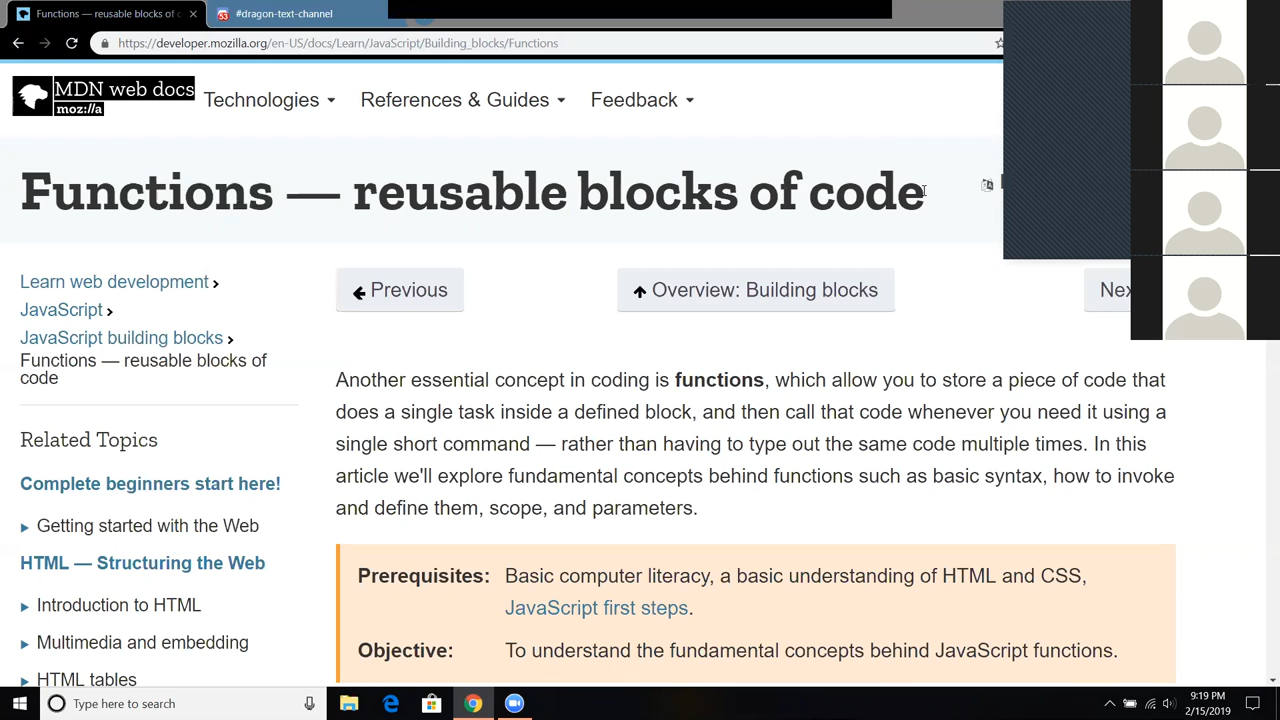 Functions — reusable blocks of c
#dragon-text-channel
https://developer.mozilla.org/en-US/docs/Learn/JavaScript/Building_blocks/Functions
MDN web docs
moz://a
Technologies
References & Guides
Feedback
Functions — reusable blocks of code
Learn web development
JavaScript
JavaScript building blocks
Functions — reusable blocks of
code
Previous
Overview: Building blocks
Nex
Another essential concept in coding is functions, which allow you to store a piece of code that
does a single task inside a defined block, and then call that code whenever you need it using a
single short command — rather than having to type out the same code multiple times. In this
article we'll explore fundamental concepts behind functions such as basic syntax, how to invoke
and define them, scope, and parameters.
Related Topics
Complete beginners start here!
Getting started with the Web
HTML — Structuring the Web
Introduction to HTML
Multimedia and embedding
HTML tables
Prerequisites: Basic computer literacy, a basic understanding of HTML and CSS,
JavaScript first steps.
Objective: To understand the fundamental concepts behind JavaScript functions.
Type here to search
9:19 PM
2/15/2019